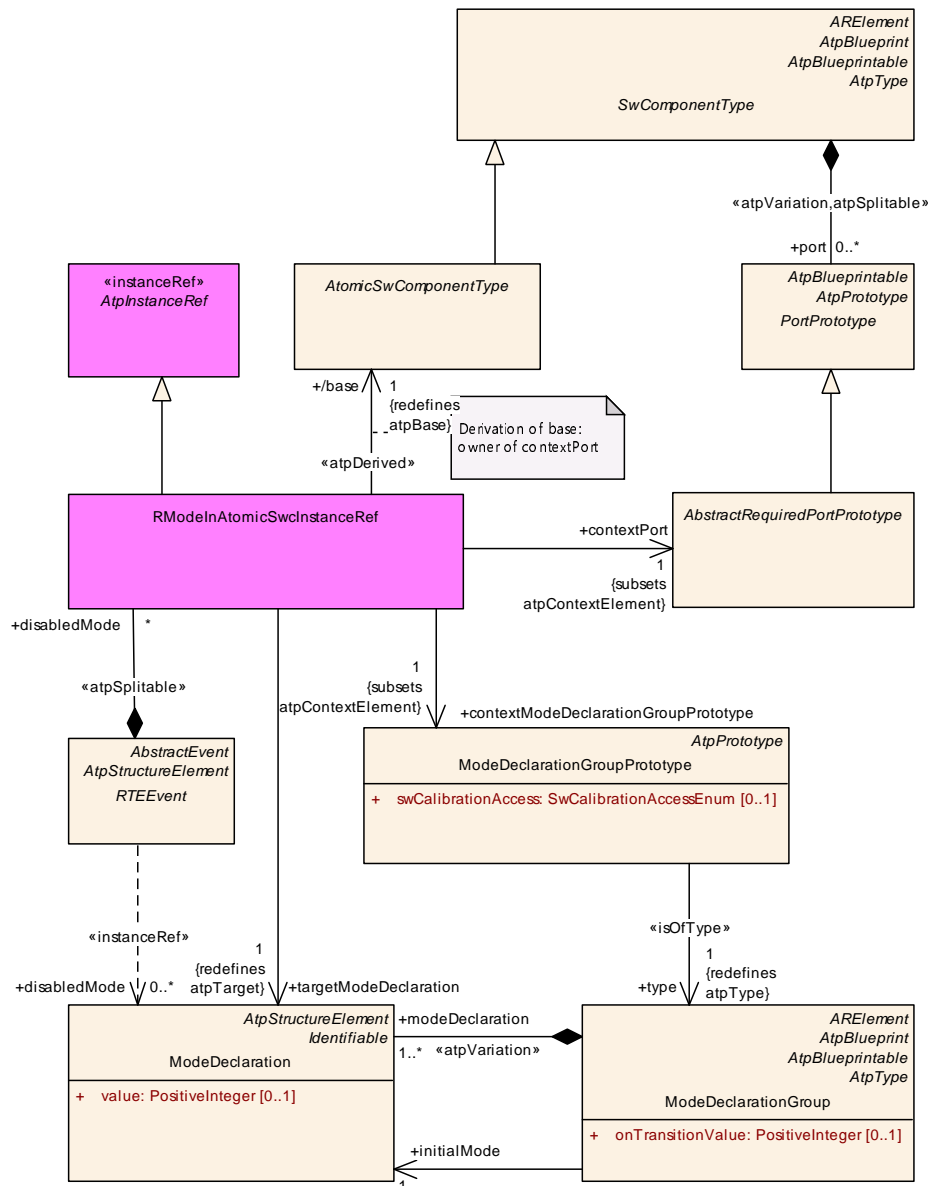 ARElement
AtpBlueprint
AtpBlueprintable
AtpType
SwComponentType
«atpVariation,atpSplitable»
+port 0..*
«instanceRef»
AtpInstanceRef
AtomicSwComponentType
AtpBlueprintable
AtpPrototype
PortPrototype
+/base 1
{redefines
atpBase}
Derivation of base:
owner of contextPort
«atpDerived»
RModeInAtomicSwcInstanceRef
+contextPort
1
{subsets
atpContextElement}
AbstractRequiredPortPrototype
+disabledMode *
«atpSplitable»
1
{subsets
atpContextElement}
+contextModeDeclarationGroupPrototype
AbstractEvent
AtpStructureElement
RTEEvent
AtpPrototype
ModeDeclarationGroupPrototype
+ swCalibrationAccess: SwCalibrationAccessEnum [0..1]
«instanceRef»
«isOfType»
+disabledMode 0..*
1
{redefines
atpTarget}
+targetModeDeclaration
+type
1
{redefines
atpType}
AtpStructureElement
Identifiable
ModeDeclaration
+ value: PositiveInteger [0..1]
+modeDeclaration
1..* «atpVariation»
ARElement
AtpBlueprint
AtpBlueprintable
AtpType
ModeDeclarationGroup
+ onTransitionValue: PositiveInteger [0..1]
+initialMode
1